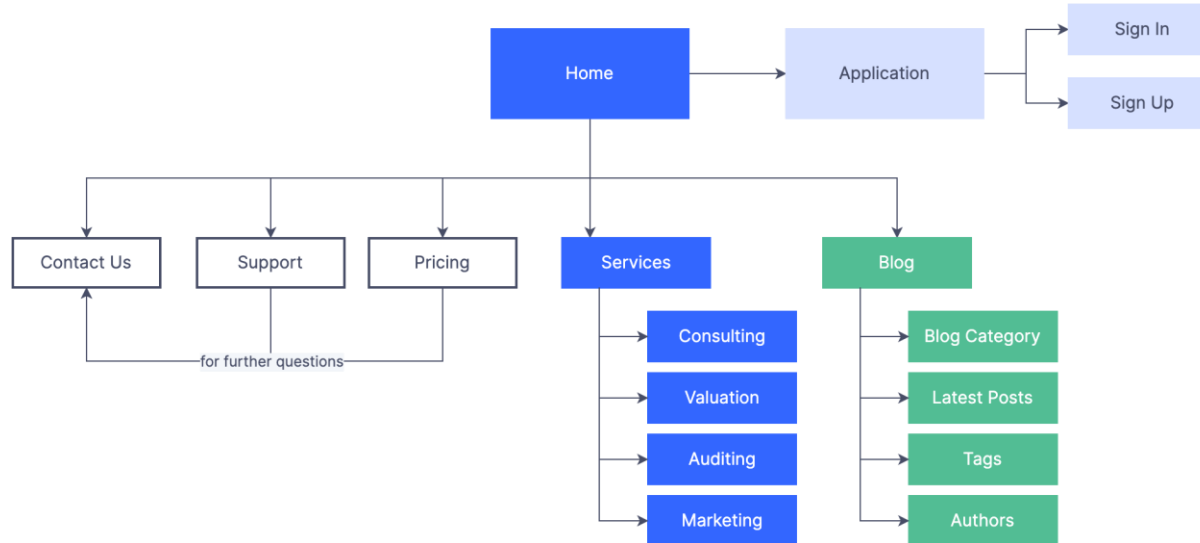 Home
Application
Sign In
Sign Up
Contact Us
Support
Pricing
Services
Blog
for further questions
Consulting
Valuation
Auditing
Marketing
Blog Category
Latest Posts
Tags
Authors